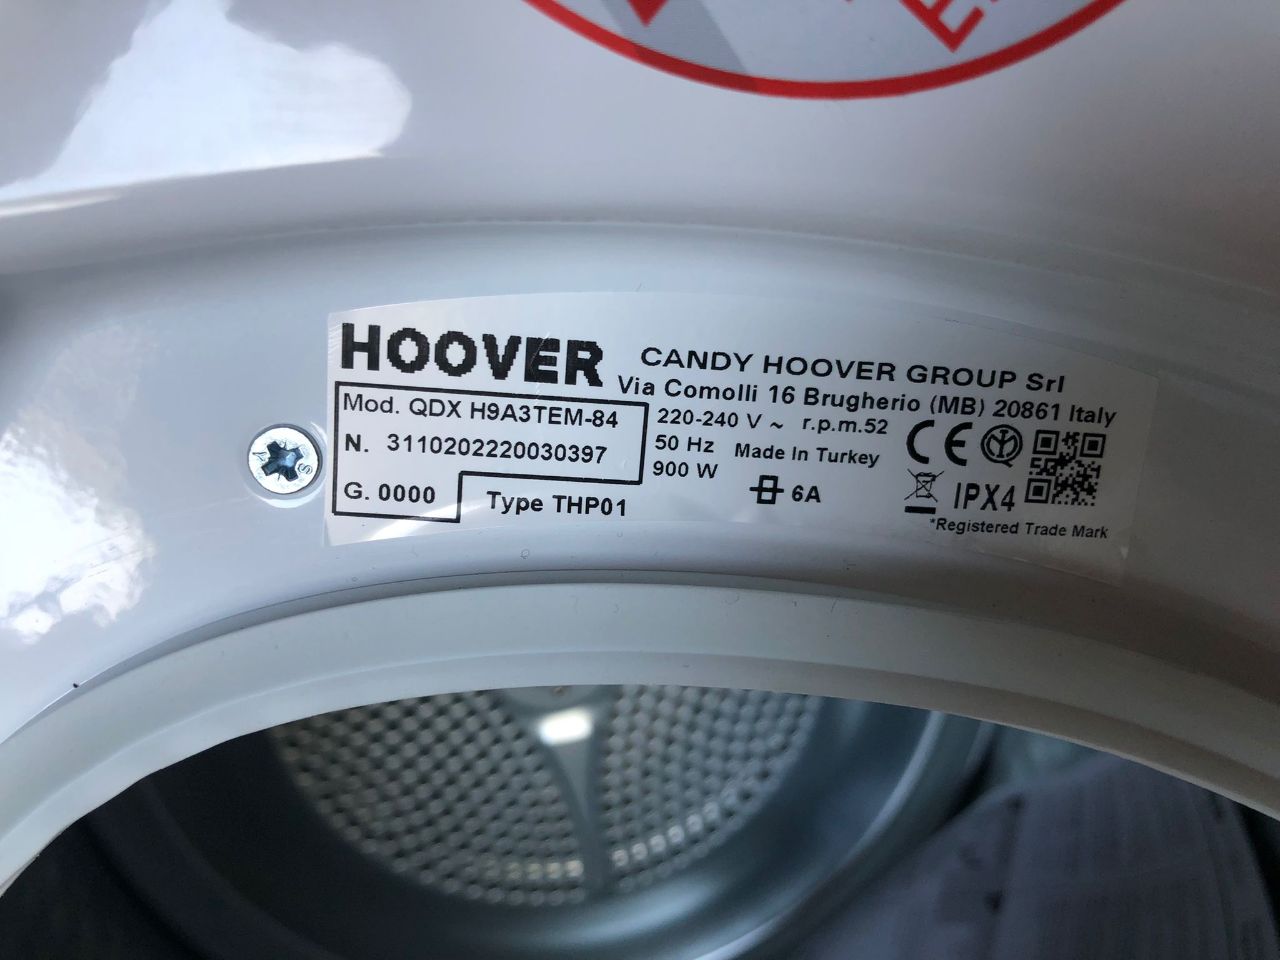 HOOVER
CANDY HOOVER GROUP Srl
Via Comolli 16 Brugherio (MB) 20861 Italy
Mod. QDX H9A3TEM-84
N. 3110202220030397
G. 0000
Type THP01
220-240 V ~ r.p.m.52
50 Hz Made In Turkey
900 W
6A
CE
IPX4
*Registered Trade Mark